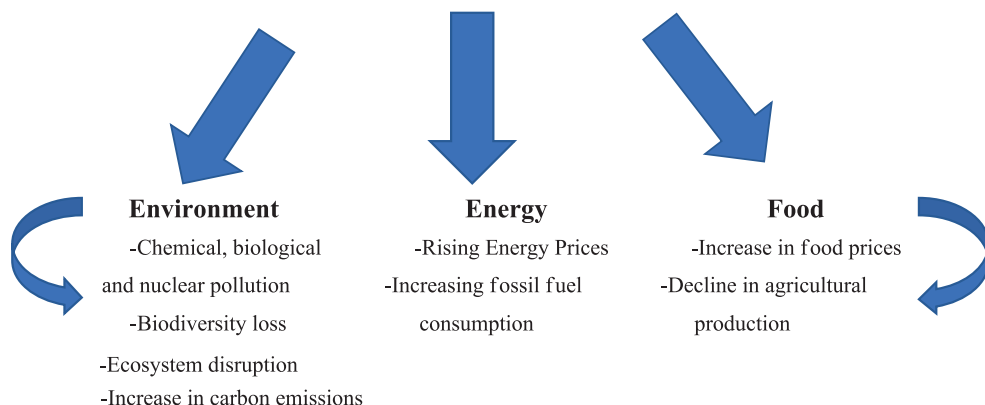 Environment
-Chemical, biological
and nuclear pollution
-Biodiversity loss
-Ecosystem disruption
-Increase in carbon emissions
Energy
-Rising Energy Prices
-Increasing fossil fuel
consumption
Food
-Increase in food prices
-Decline in agricultural
production